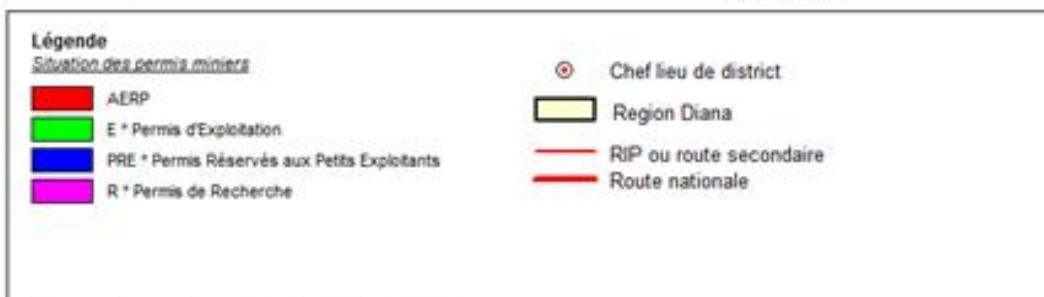 Légende
Situation des permis miniers
AERP
E * Permis d'Exploitation
PRE * Permis Réservés aux Petits Exploitants
R * Permis de Recherche
Chef lieu de district
Region Diana
RIP ou route secondaire
Route nationale